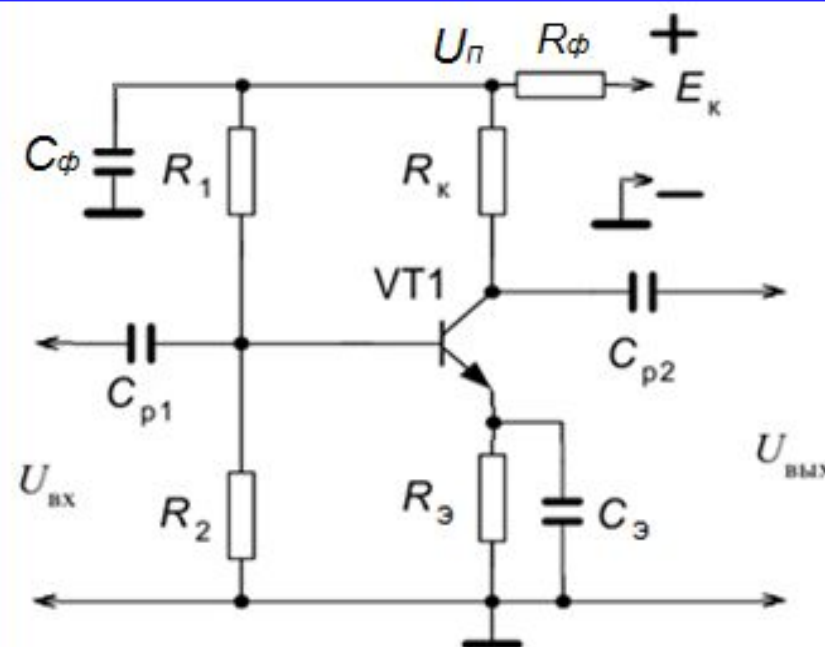 Uп Rф +
Eк
Cф R1 Rк −
VT1
Cр1 Cр2
Uвх R2 Rэ Cэ Uвых